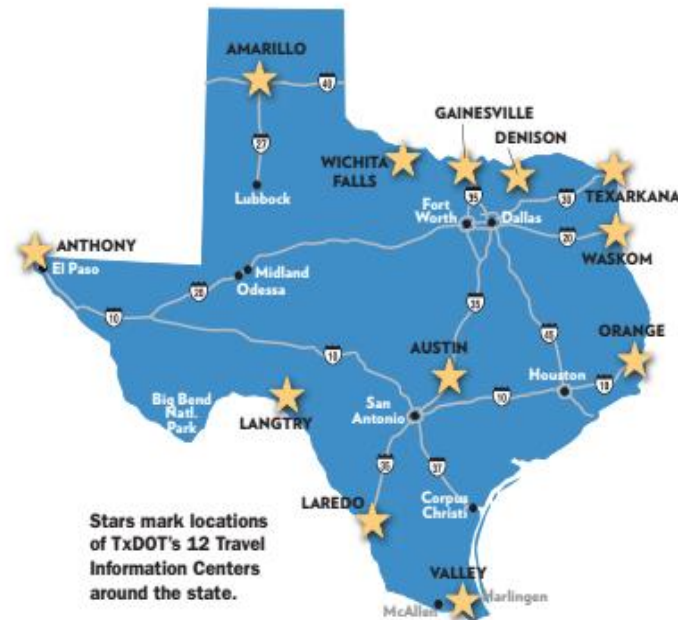 AMARILLO
40
27
Lubbock
GAINESVILLE
DENISON
WICHITA
FALLS
35
30
TEXARKANA
Fort
Worth
Dallas
20
WASKOM
ANTHONY
El Paso
Midland
Odessa
20
10
35
45
ORANGE
10
AUSTIN
Houston
10
10
Big Bend
Natl.
Park
LANGTRY
San
Antonio
35
37
LAREDO
Corpus
Christi
Stars mark locations
of TxDOT's 12 Travel
Information Centers
around the state.
VALLEY
Harlingen
McAllen